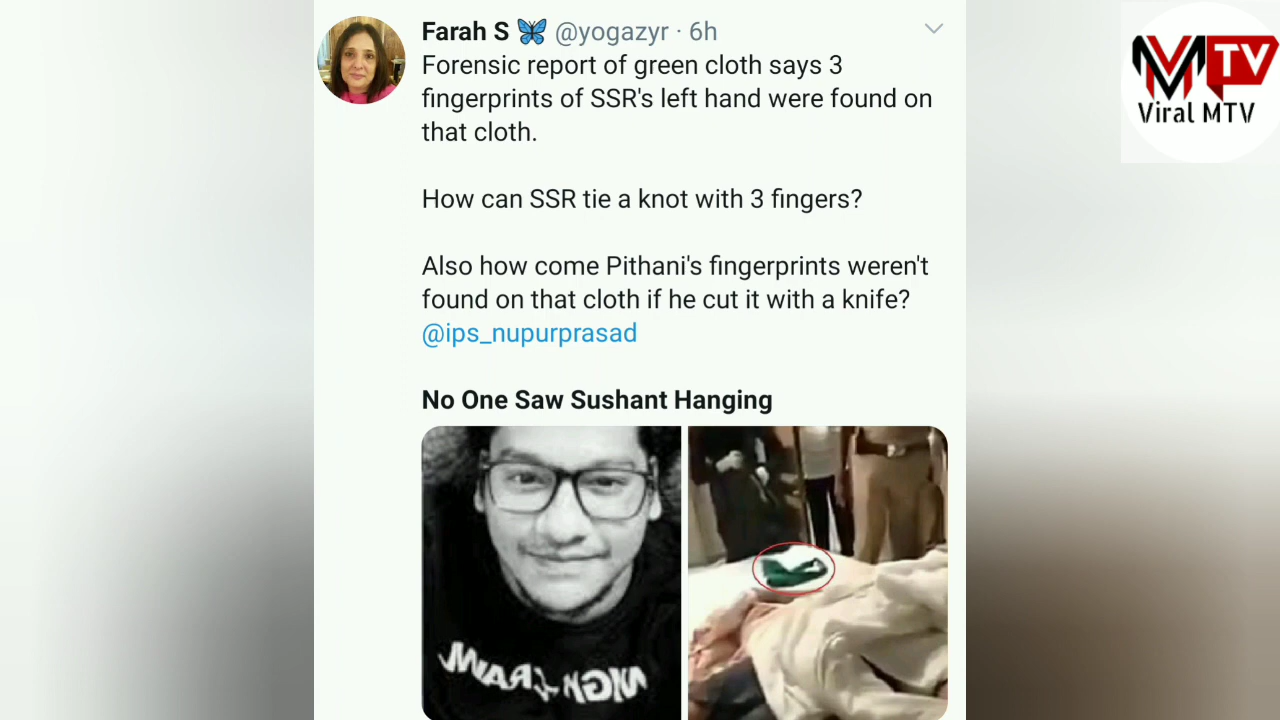 Farah S @yogazyr · 6h
Forensic report of green cloth says 3
fingerprints of SSR's left hand were found on
that cloth.
How can SSR tie a knot with 3 fingers?
Also how come Pithani's fingerprints weren't
found on that cloth if he cut it with a knife?
@ips_nupurprasad
No One Saw Sushant Hanging
MTV
Viral MTV